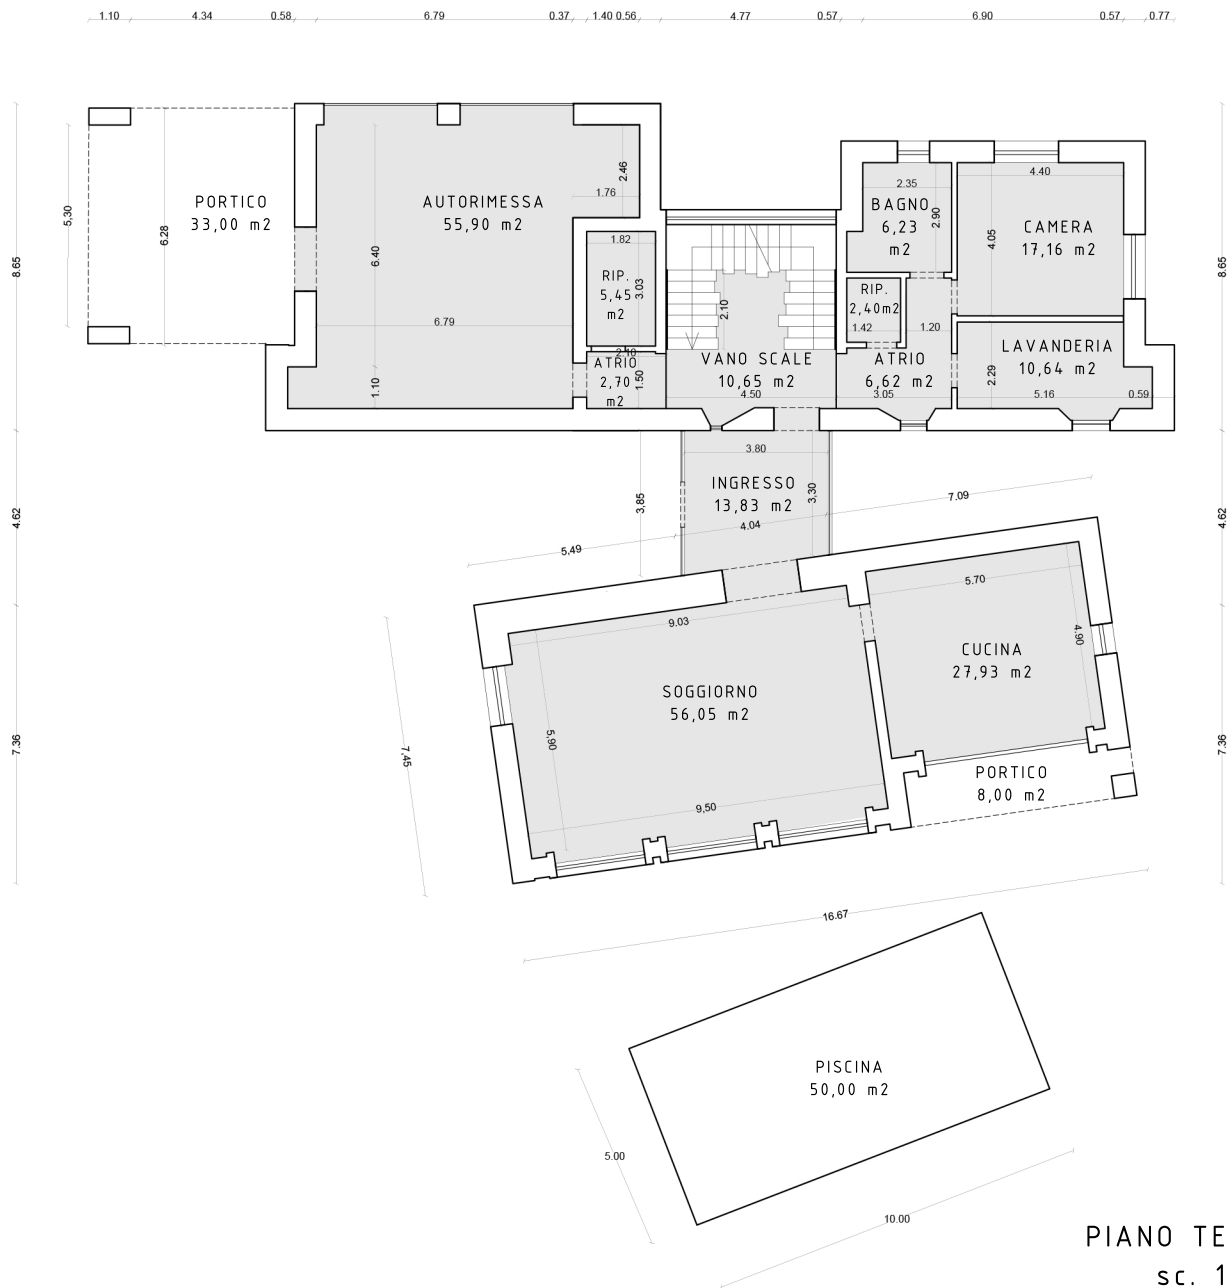 1.10 4.34 0.58 6.79 0.37 1.40 0.56 4.77 0.57 6.90 0.57 0.77
8.65
5,30
6.28
PORTICO
33,00 m2
AUTORIMESSA
55,90 m2
6.40
6.79
1.10
2.46
1.76
1.82
RIP.
5,45
m2
3.03
2.10
ATRIO
2,70
m2
1.50
2.10
VANO SCALE
10,65 m2
4.50
2.35
BAGNO
6,23
m2
2.90
RIP.
2,40m2
1.42
1.20
ATRIO
6,62 m2
3.05
4.40
4.05
CAMERA
17,16 m2
LAVANDERIA
10,64 m2
2.29
5.16
0.59
8.65
4.62
3.80
INGRESSO
13,83 m2
3,85
3,30
4.04
5.49
7.09
4.62
7.36
7.45
9.03
SOGGIORNO
56,05 m2
5,90
9,50
5.70
CUCINA
27,93 m2
4.90
PORTICO
8,00 m2
7.36
16.67
PISCINA
50,00 m2
5.00
10.00
PIANO TE
sc. 1